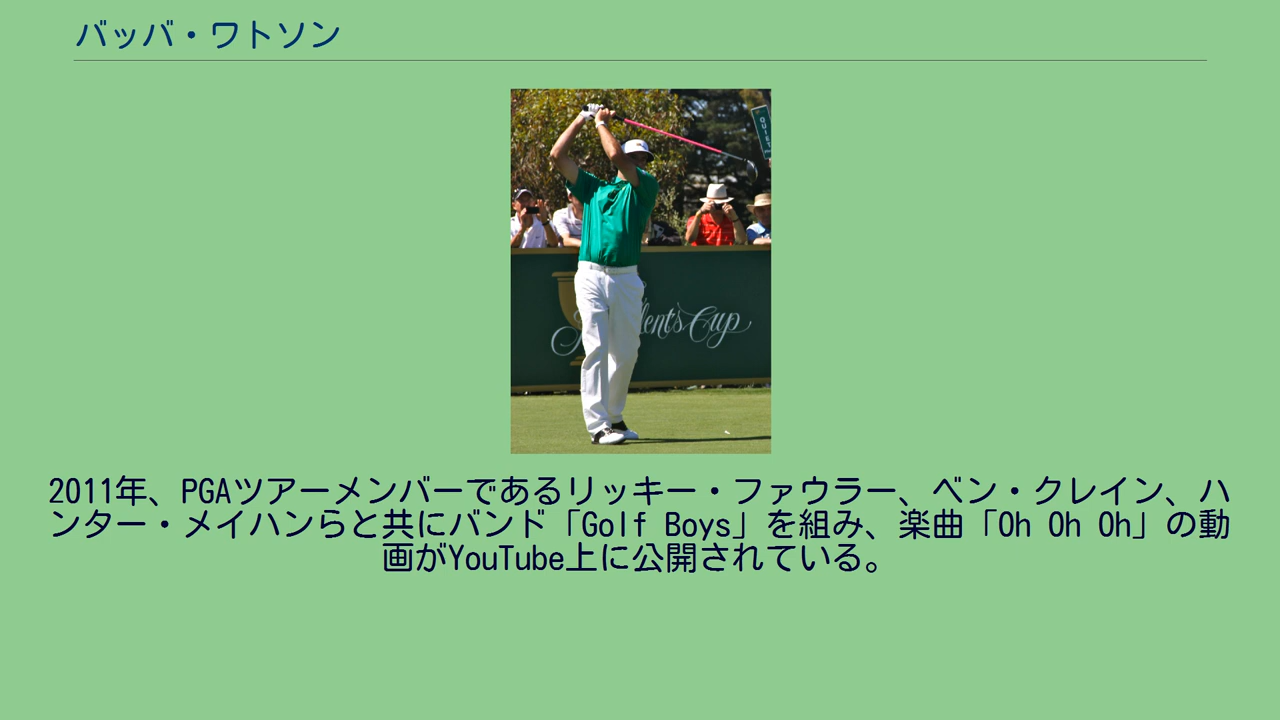 バッバ・ワトソン
QUIET
President's Cup
2011年、PGAツアーメンバーであるリッキー・ファウラー、ベン・クレイン、ハ
ンター・メイハンらと共にバンド「Golf Boys」を組み、楽曲「Oh Oh Oh」の動
画がYouTube上に公開されている。